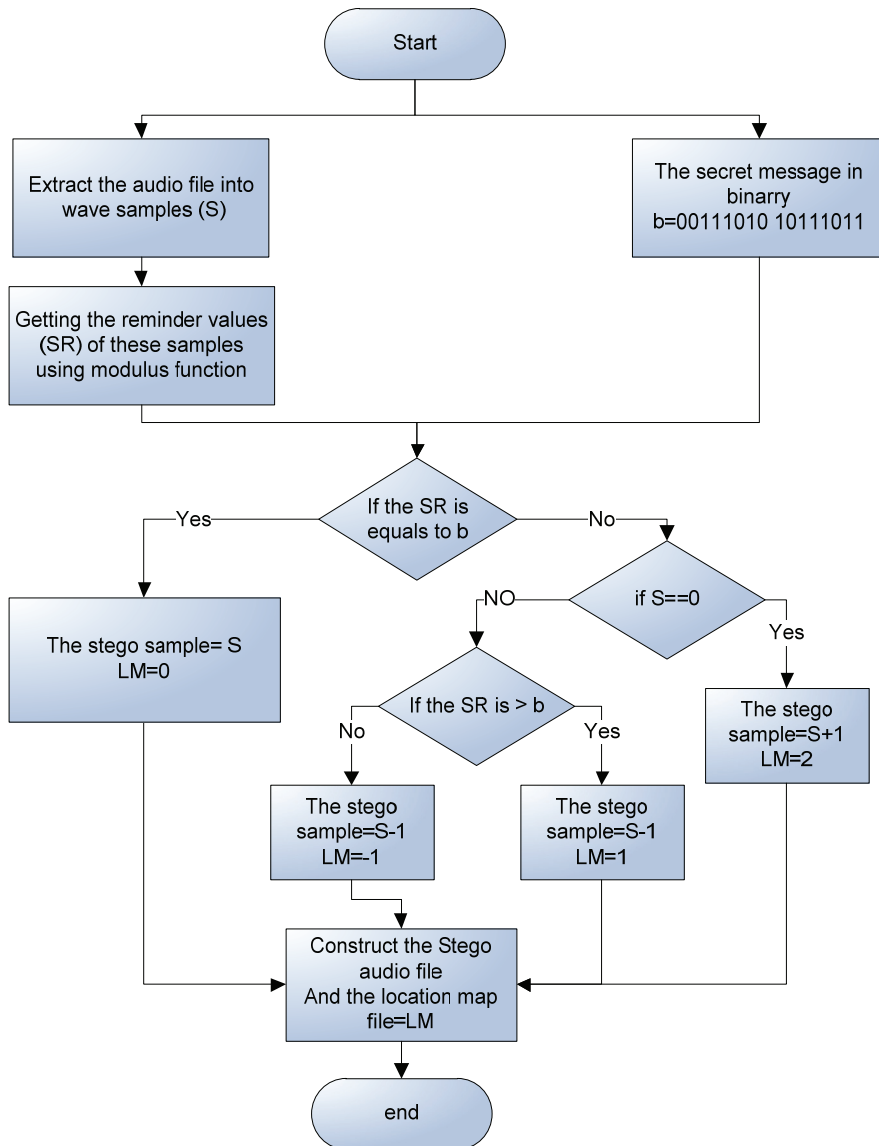 Start
Extract the audio file into
wave samples (S)
The secret message in
binarry
b=00111010 10111011
Getting the reminder values
(SR) of these samples
using modulus function
If the SR is
equals to b
Yes
No
if S==0
NO
Yes
The stego sample= S
LM=0
If the SR is > b
No
Yes
The stego
sample=S+1
LM=2
The stego
sample=S-1
LM=-1
The stego
sample=S-1
LM=1
Construct the Stego
audio file
And the location map
file=LM
end